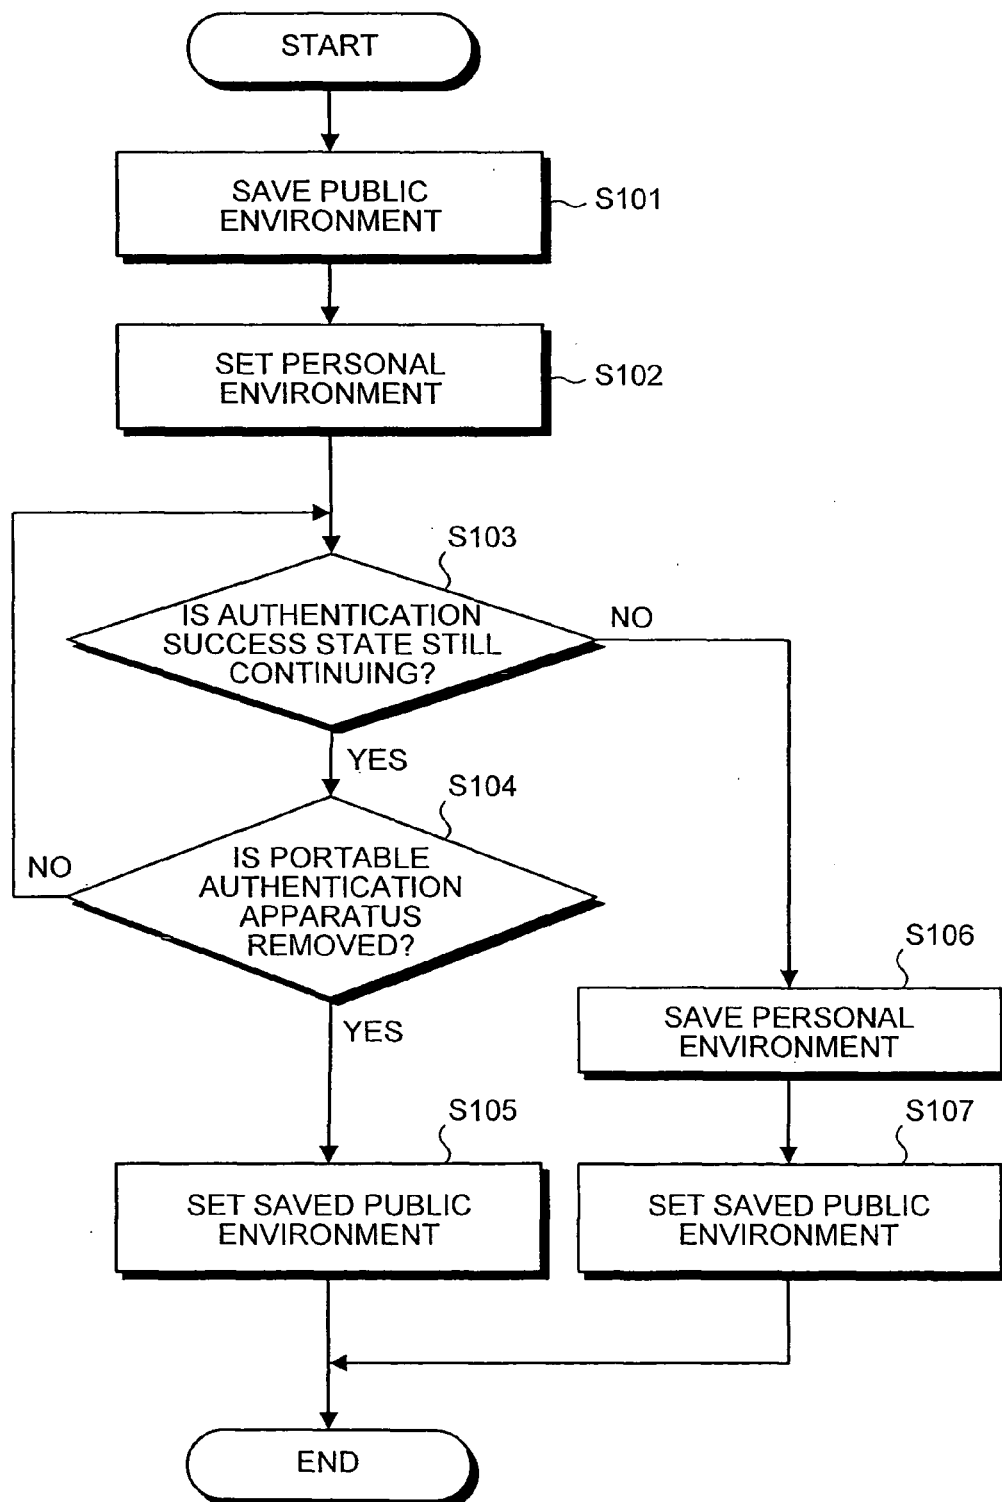 START
SAVE PUBLIC
ENVIRONMENT
S101
SET PERSONAL
ENVIRONMENT
S102
S103
IS AUTHENTICATION
SUCCESS STATE STILL
CONTINUING?
NO
YES
S104
NO
IS PORTABLE
AUTHENTICATION
APPARATUS
REMOVED?
YES
S106
SAVE PERSONAL
ENVIRONMENT
S105
SET SAVED PUBLIC
ENVIRONMENT
S107
SET SAVED PUBLIC
ENVIRONMENT
END